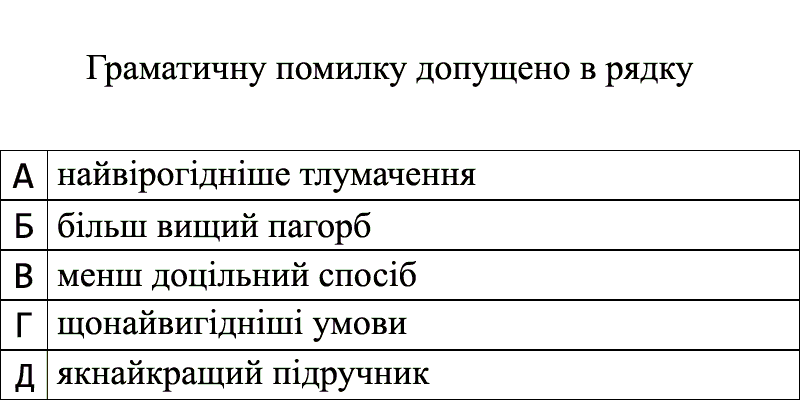 Граматичну помилку допущено в рядку
А найвірогідніше тлумачення
Б більш вищий пагорб
В менш доцільний спосіб
Г щонайвигідніші умови
Д якнайкращий підручник